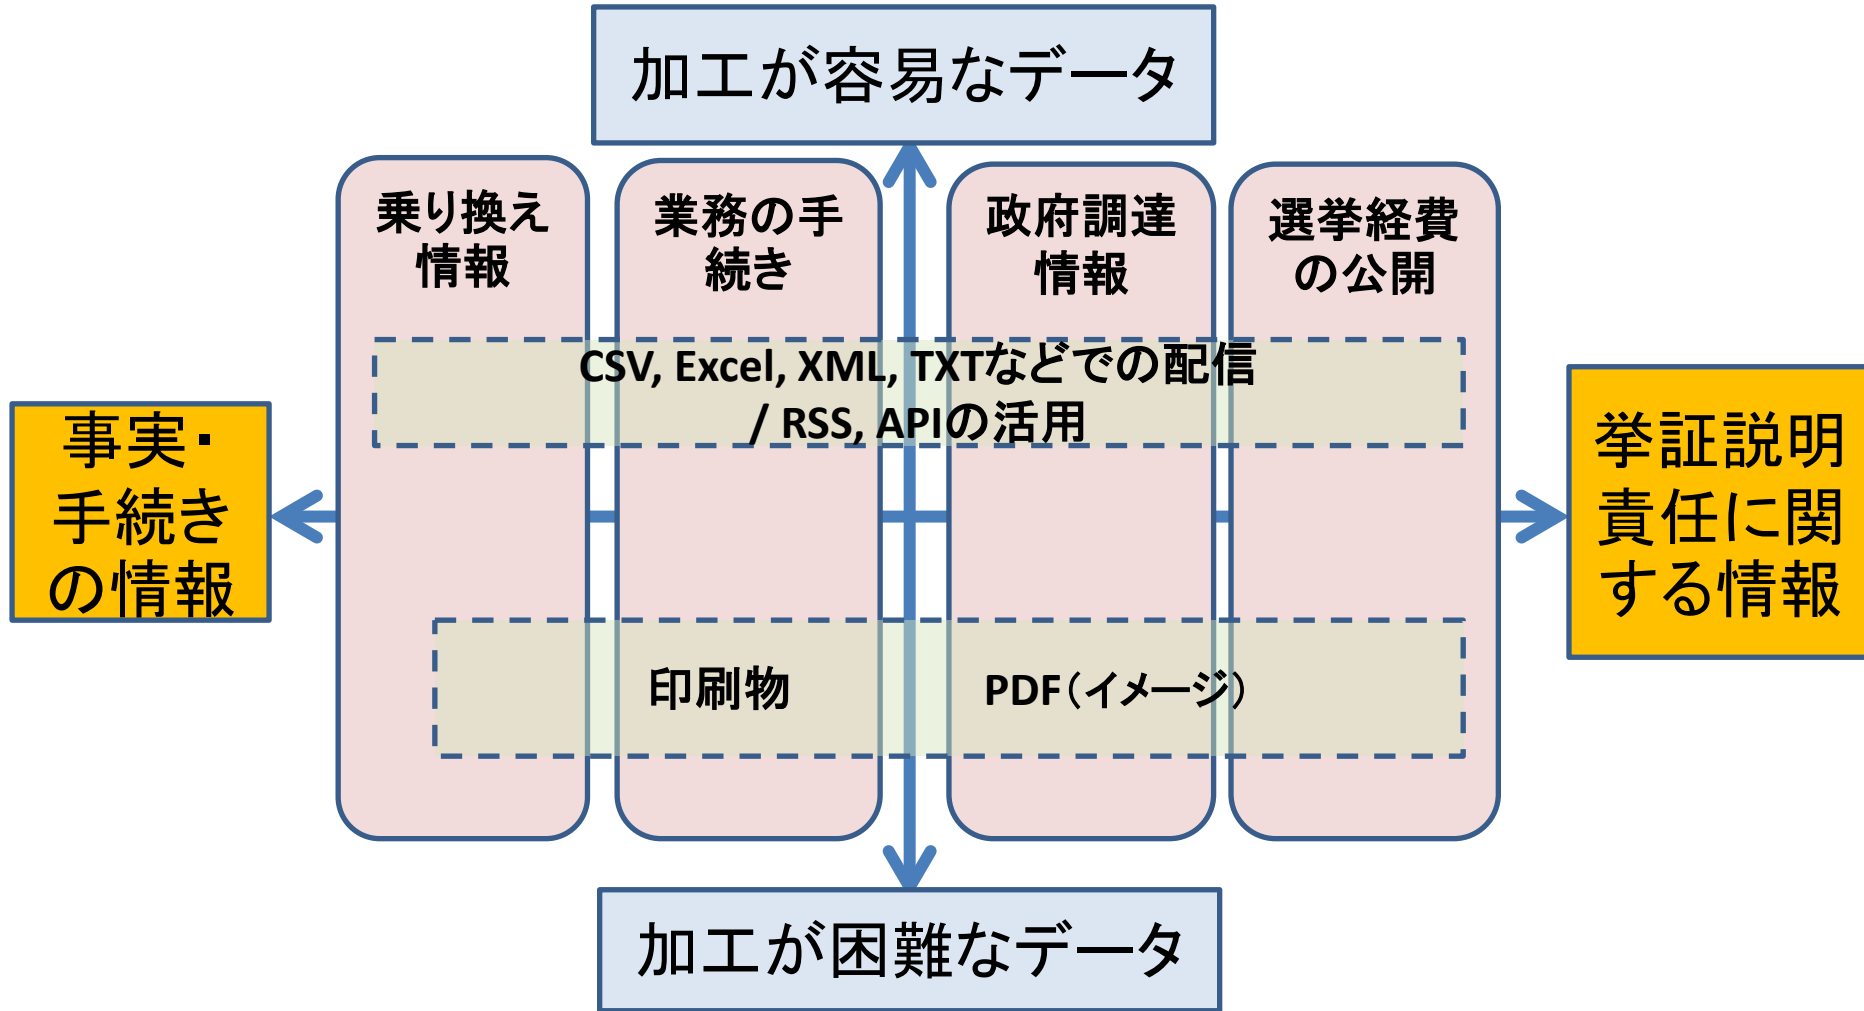 加工が容易なデータ
乗り換え
情報
業務の手
続き
政府調達
情報
選挙経費
の公開
CSV, Excel, XML, TXTなどでの配信
/ RSS, APIの活用
事実・
手続き
の情報
挙証説明
責任に関
する情報
印刷物
PDF（イメージ）
加工が困難なデータ